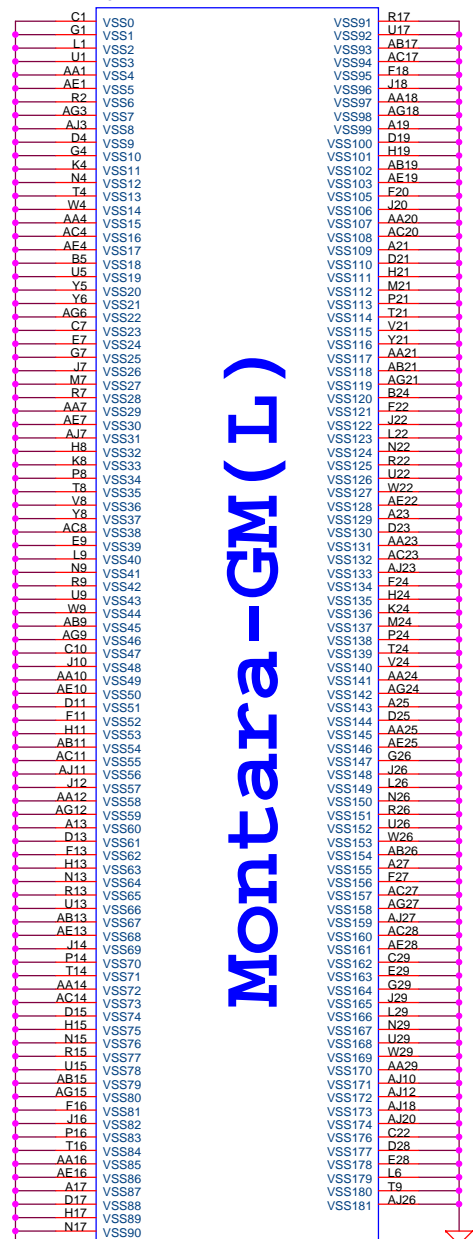 C1 VSS0
G1 VSS1
L1 VSS2
U1 VSS3
AA1 VSS4
AE1 VSS5
R2 VSS6
AG3 VSS7
AJ3 VSS8
D4 VSS9
G4 VSS10
K4 VSS11
N4 VSS12
T4 VSS13
W4 VSS14
AA4 VSS15
AC4 VSS16
AE4 VSS17
B5 VSS18
U5 VSS19
Y5 VSS20
Y6 VSS21
AG6 VSS22
C7 VSS23
E7 VSS24
G7 VSS25
J7 VSS26
M7 VSS27
R7 VSS28
AA7 VSS29
AE7 VSS30
AJ7 VSS31
H8 VSS32
K8 VSS33
P8 VSS34
T8 VSS35
V8 VSS36
Y8 VSS37
AC8 VSS38
E9 VSS39
L9 VSS40
N9 VSS41
R9 VSS42
U9 VSS43
W9 VSS44
AB9 VSS45
AG9 VSS46
C10 VSS47
J10 VSS48
AA10 VSS49
AE10 VSS50
D11 VSS51
F11 VSS52
H11 VSS53
AB11 VSS54
AC11 VSS55
AJ11 VSS56
J12 VSS57
AA12 VSS58
AG12 VSS59
A13 VSS60
D13 VSS61
F13 VSS62
H13 VSS63
N13 VSS64
R13 VSS65
U13 VSS66
AB13 VSS67
AE13 VSS68
J14 VSS69
P14 VSS70
T14 VSS71
AA14 VSS72
AC14 VSS73
D15 VSS74
H15 VSS75
N15 VSS76
R15 VSS77
U15 VSS78
AB15 VSS79
AG15 VSS80
F16 VSS81
J16 VSS82
P16 VSS83
T16 VSS84
AA16 VSS85
AE16 VSS86
A17 VSS87
D17 VSS88
H17 VSS89
N17 VSS90
Montara-GM(L)
VSS91 R17
VSS92 U17
VSS93 AB17
VSS94 AC17
VSS95 F18
VSS96 J18
VSS97 AA18
VSS98 AG18
VSS99 A19
VSS100 D19
VSS101 H19
VSS102 AB19
VSS103 AE19
VSS105 F20
VSS106 J20
VSS107 AA20
VSS108 AC20
VSS109 A21
VSS110 D21
VSS111 H21
VSS112 M21
VSS113 P21
VSS114 T21
VSS115 V21
VSS116 Y21
VSS117 AA21
VSS118 AB21
VSS119 AG21
VSS120 B24
VSS121 F22
VSS122 J22
VSS123 L22
VSS124 N22
VSS125 R22
VSS126 U22
VSS127 W22
VSS128 AE22
VSS129 A23
VSS130 D23
VSS131 AA23
VSS132 AC23
VSS133 AJ23
VSS134 F24
VSS135 H24
VSS136 K24
VSS137 M24
VSS138 P24
VSS139 T24
VSS140 V24
VSS141 AA24
VSS142 AG24
VSS143 A25
VSS144 D25
VSS145 AA25
VSS146 AE25
VSS147 G26
VSS148 J26
VSS149 L26
VSS150 N26
VSS151 R26
VSS152 U26
VSS153 W26
VSS154 AB26
VSS155 A27
VSS156 F27
VSS157 AC27
VSS158 AG27
VSS159 AJ27
VSS160 AC28
VSS161 AE28
VSS162 C29
VSS163 E29
VSS164 G29
VSS165 J29
VSS166 L29
VSS167 N29
VSS168 U29
VSS169 W29
VSS170 AA29
VSS171 AJ10
VSS172 AJ12
VSS173 AJ18
VSS174 AJ20
VSS176 C22
VSS177 D28
VSS178 E28
VSS179 L6
VSS180 T9
VSS181 AJ26